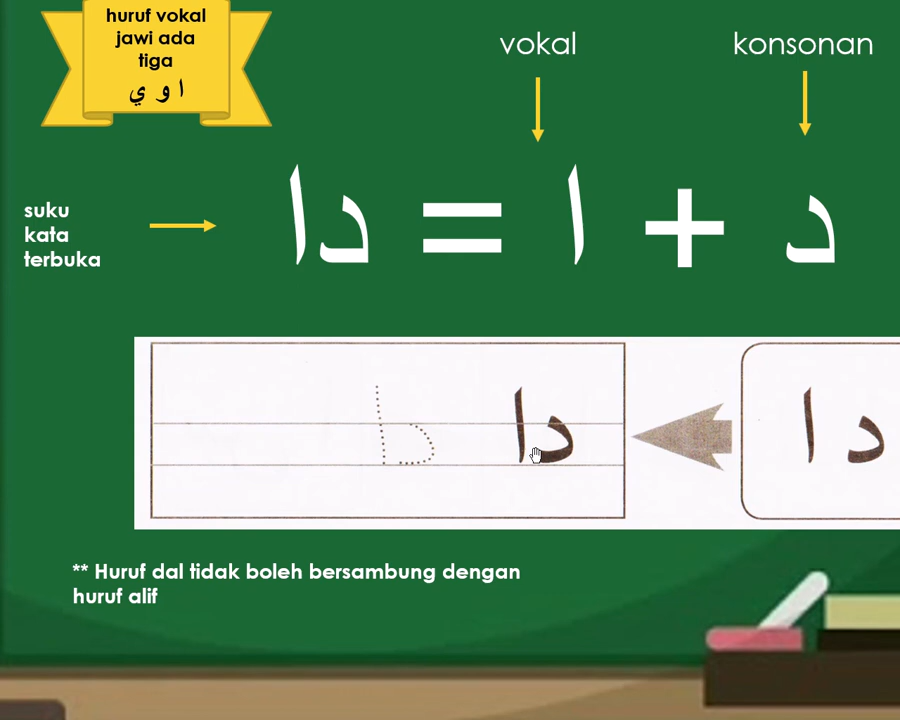 huruf vokal
jawi ada
tiga
ا و ي
vokal
konsonan
suku
kata
terbuka
د + ا = دا
دا دا
د ا
** Huruf dal tidak boleh bersambung dengan
huruf alif